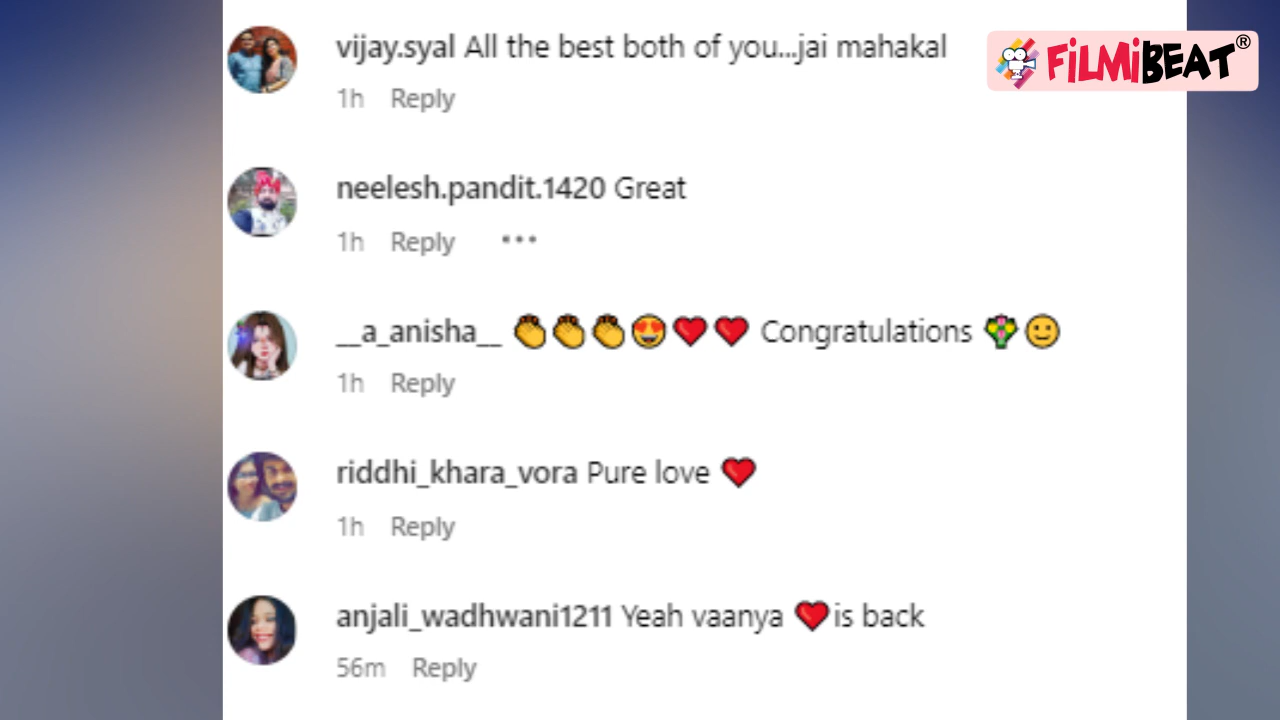 vijay.syal All the best both of you...jai mahakal
FiLMiBEAT®
1h Reply
neelesh.pandit.1420 Great
1h Reply •••
__a_anisha__ 👏👏👏😍❤️❤️ Congratulations 💐🙂
1h Reply
riddhi_khara_vora Pure love ❤️
1h Reply
anjali_wadhwani1211 Yeah vaanya ❤️is back
56m Reply